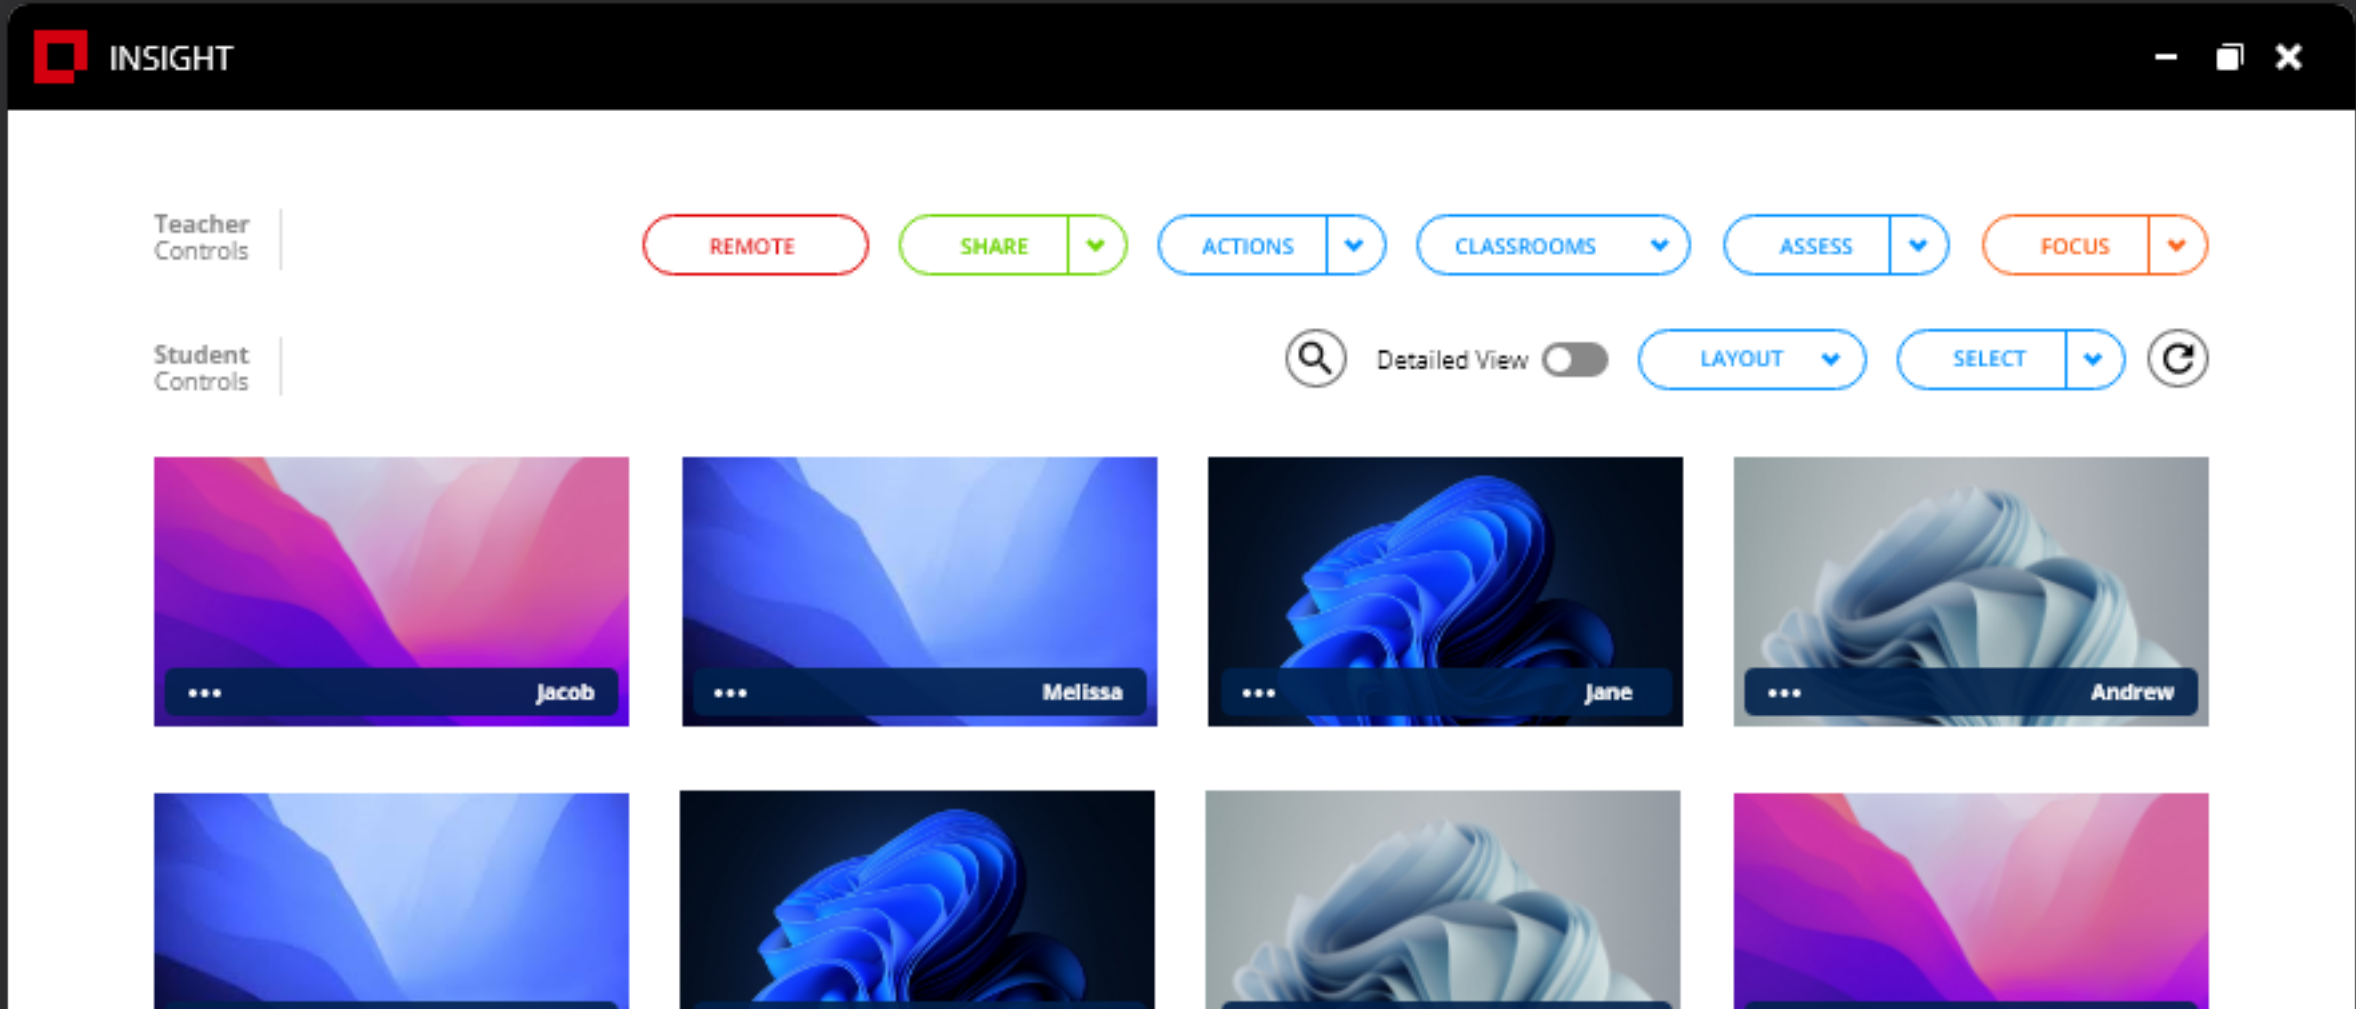 INSIGHT
Teacher
Controls
REMOTE
SHARE
ACTIONS
CLASSROOMS
ASSESS
FOCUS
Student
Controls
Detailed View
LAYOUT
SELECT
Jacob
Melissa
Jane
Andrew